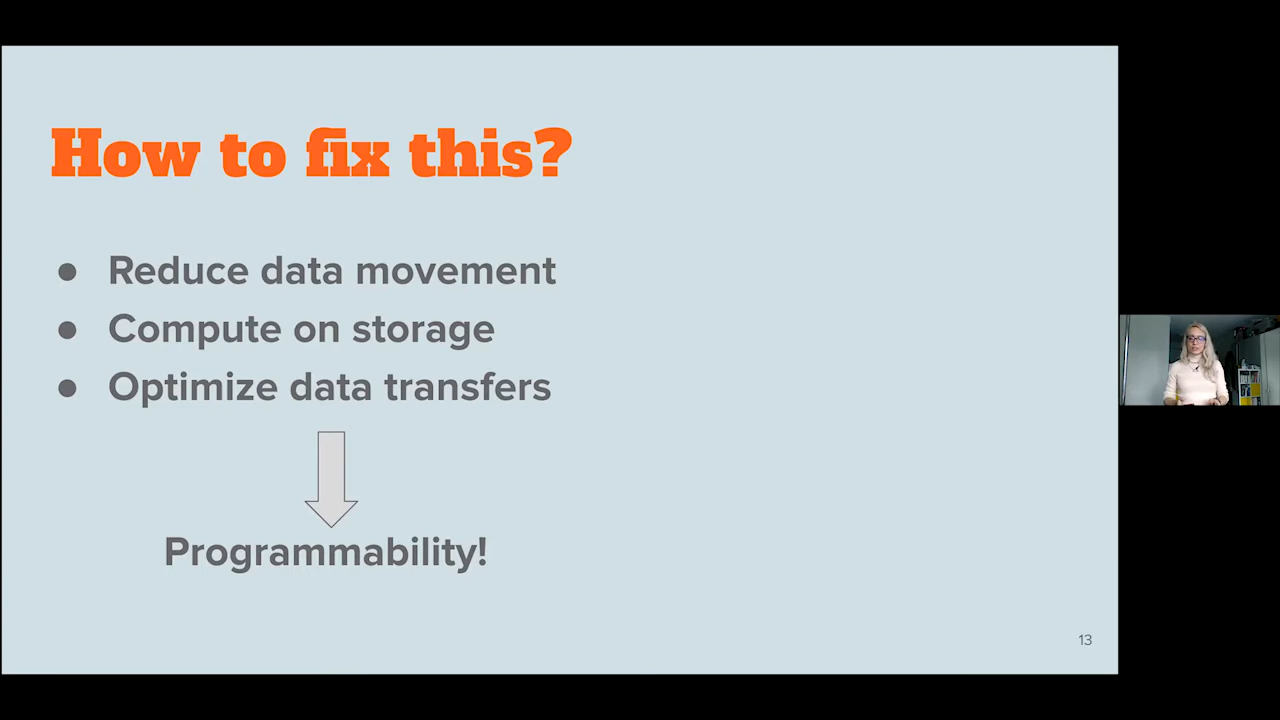 How to fix this?
● Reduce data movement
● Compute on storage
● Optimize data transfers
Programmability!
13